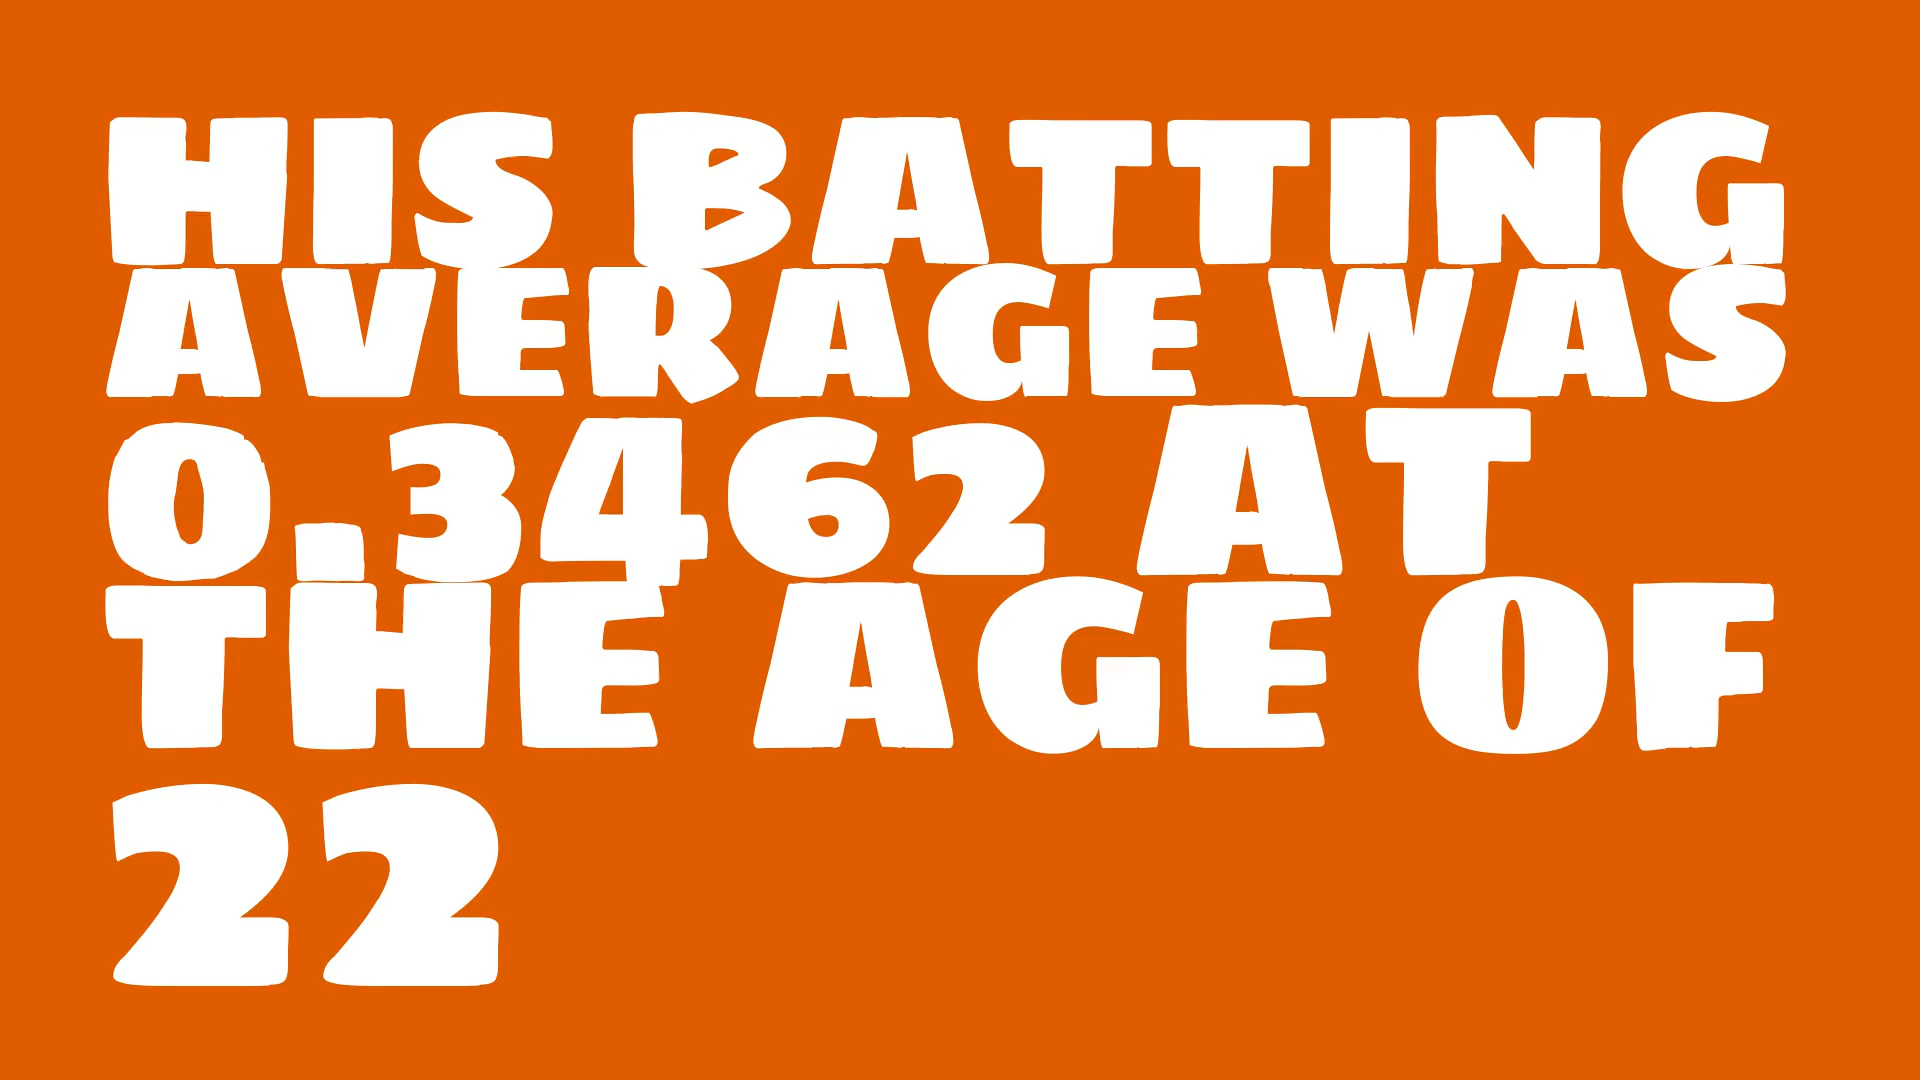 HIS BATTING
AVERAGE WAS
0.3462 AT
THE AGE OF
22